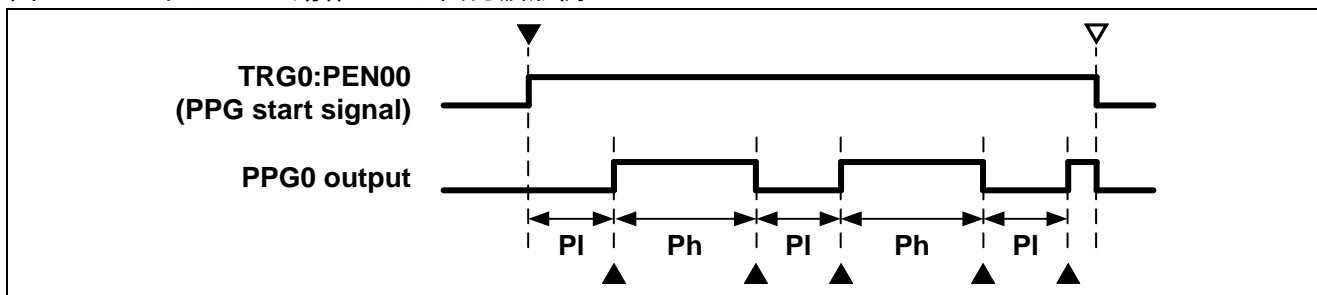 TRG0:PEN00
(PPG start signal)
PPG0 output
Pl Ph Pl Ph Pl